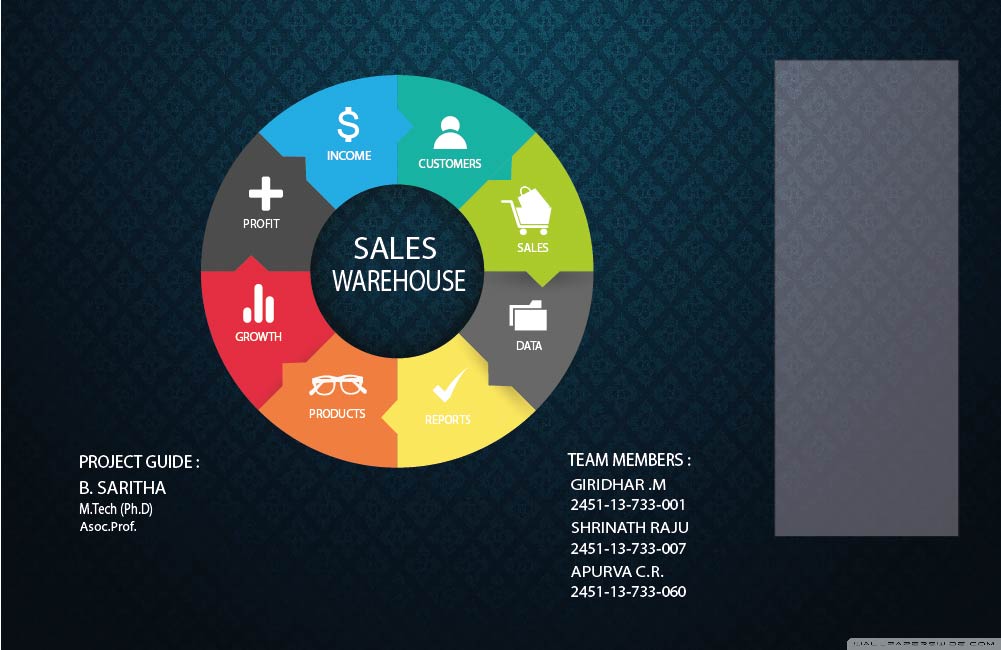 $
INCOME
CUSTOMERS
PROFIT
SALES
SALES
WAREHOUSE
GROWTH
DATA
PRODUCTS
REPORTS
PROJECT GUIDE :
B. SARITHA
M.Tech (Ph.D)
Asoc.Prof.
TEAM MEMBERS :
GIRIDHAR .M
2451-13-733-001
SHRINATH RAJU
2451-13-733-007
APURVA C.R.
2451-13-733-060